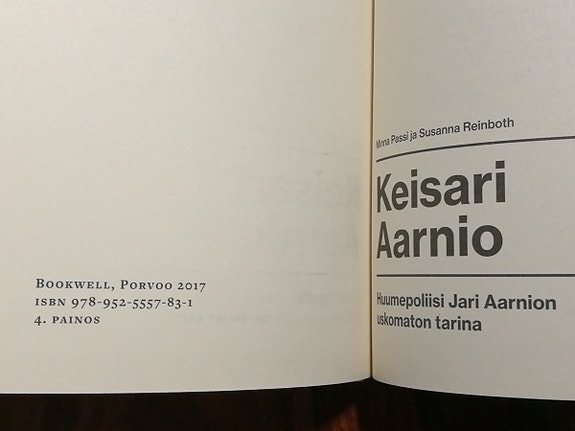 BOOKWELL, PORVOO 2017
ISBN 978-952-5557-83-1
4. PAINOS
Minna Passi ja Susanna Reinboth
Keisari
Aarnio
Huumepoliisi Jari Aarnion
uskomaton tarina